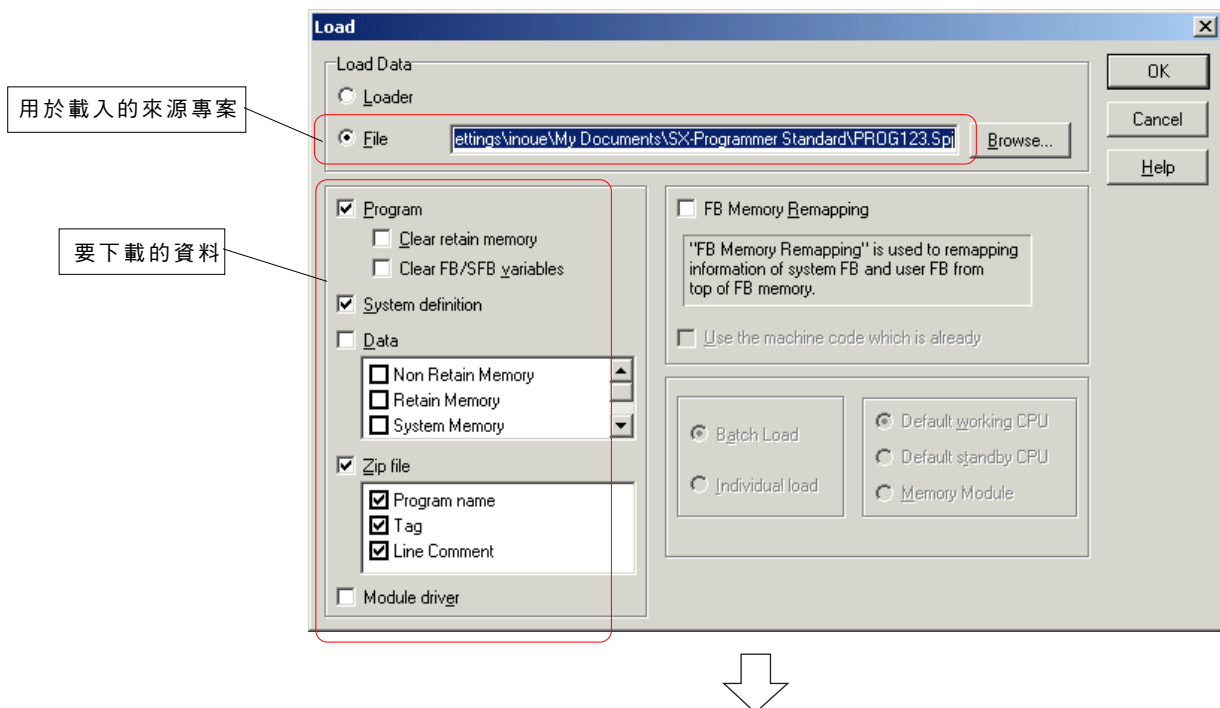 Load
Load Data
Loader
File
ettings\inoue\My Documents\SX-Programmer Standard\PROG123.Spj
Browse...
OK
Cancel
Help
用於載入的來源專案
要下載的資料
Program
Clear retain memory
Clear FB/SFB variables
System definition
Data
Non Retain Memory
Retain Memory
System Memory
Zip file
Program name
Tag
Line Comment
Module driver
FB Memory Remapping
"FB Memory Remapping" is used to remapping
information of system FB and user FB from
top of FB memory.
Use the machine code which is already
Batch Load
Individual load
Default working CPU
Default standby CPU
Memory Module